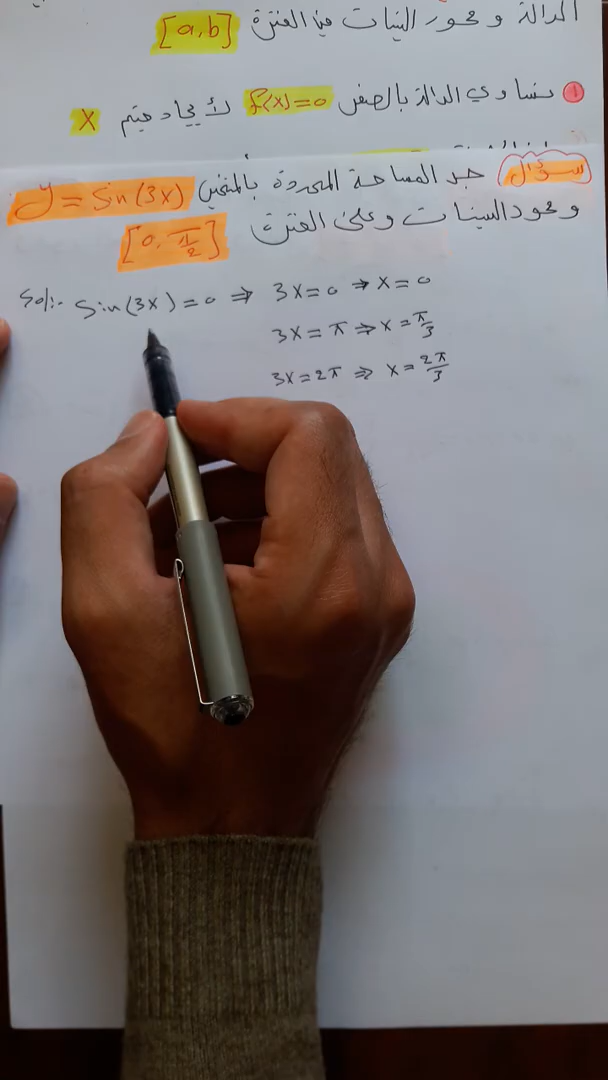 الدالة ومحور السينات في الفترة [a,b]
① نساوي الدالة بالصفر f(x)=0 لأيجاد قيم x
سؤال جد المساحة المحددة بالمنحني y = sin(3x)
ومحور السينات وعلى الفترة [0, π/2]
Sol:- sin(3x)=0 ⇒ 3x=0 ⇒ x=0
3x=π ⇒ x=π/3
3x=2π ⇒ x=2π/3